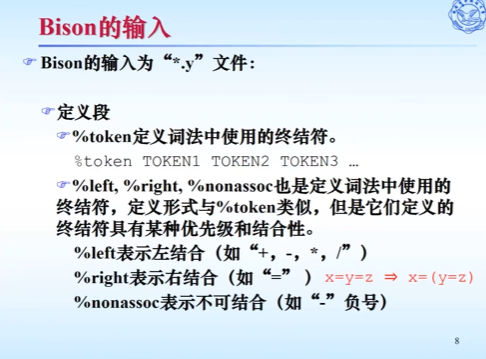 Bison的输入
Bison的输入为“*.y”文件：
定义段
%token定义词法中使用的终结符。
%token TOKEN1 TOKEN2 TOKEN3 …
%left, %right, %nonassoc也是定义词法中使用的
终结符，定义形式与%token类似，但是它们定义的
终结符具有某种优先级和结合性。
%left表示左结合（如“+，-，*，/”）
%right表示右结合（如“=” ） x=y=z ⇒ x=(y=z)
%nonassoc表示不可结合（如“-”负号）
8